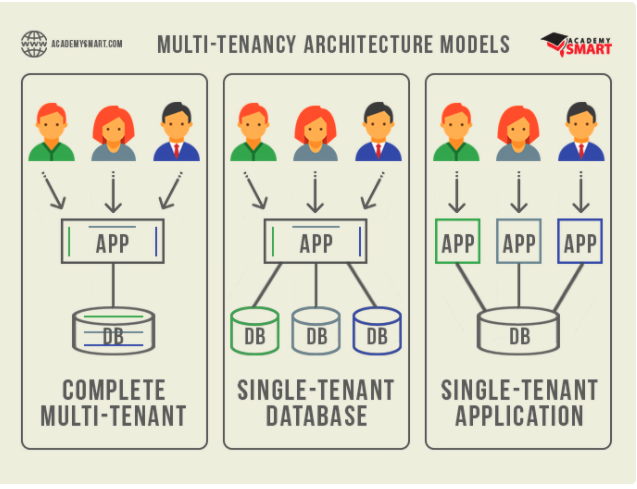 ACADEMYSMART.COM
MULTI-TENANCY ARCHITECTURE MODELS
ACADEMY
SMART
APP
DB
COMPLETE
MULTI-TENANT
APP
DB DB DB
SINGLE-TENANT
DATABASE
APP APP APP
DB
SINGLE-TENANT
APPLICATION